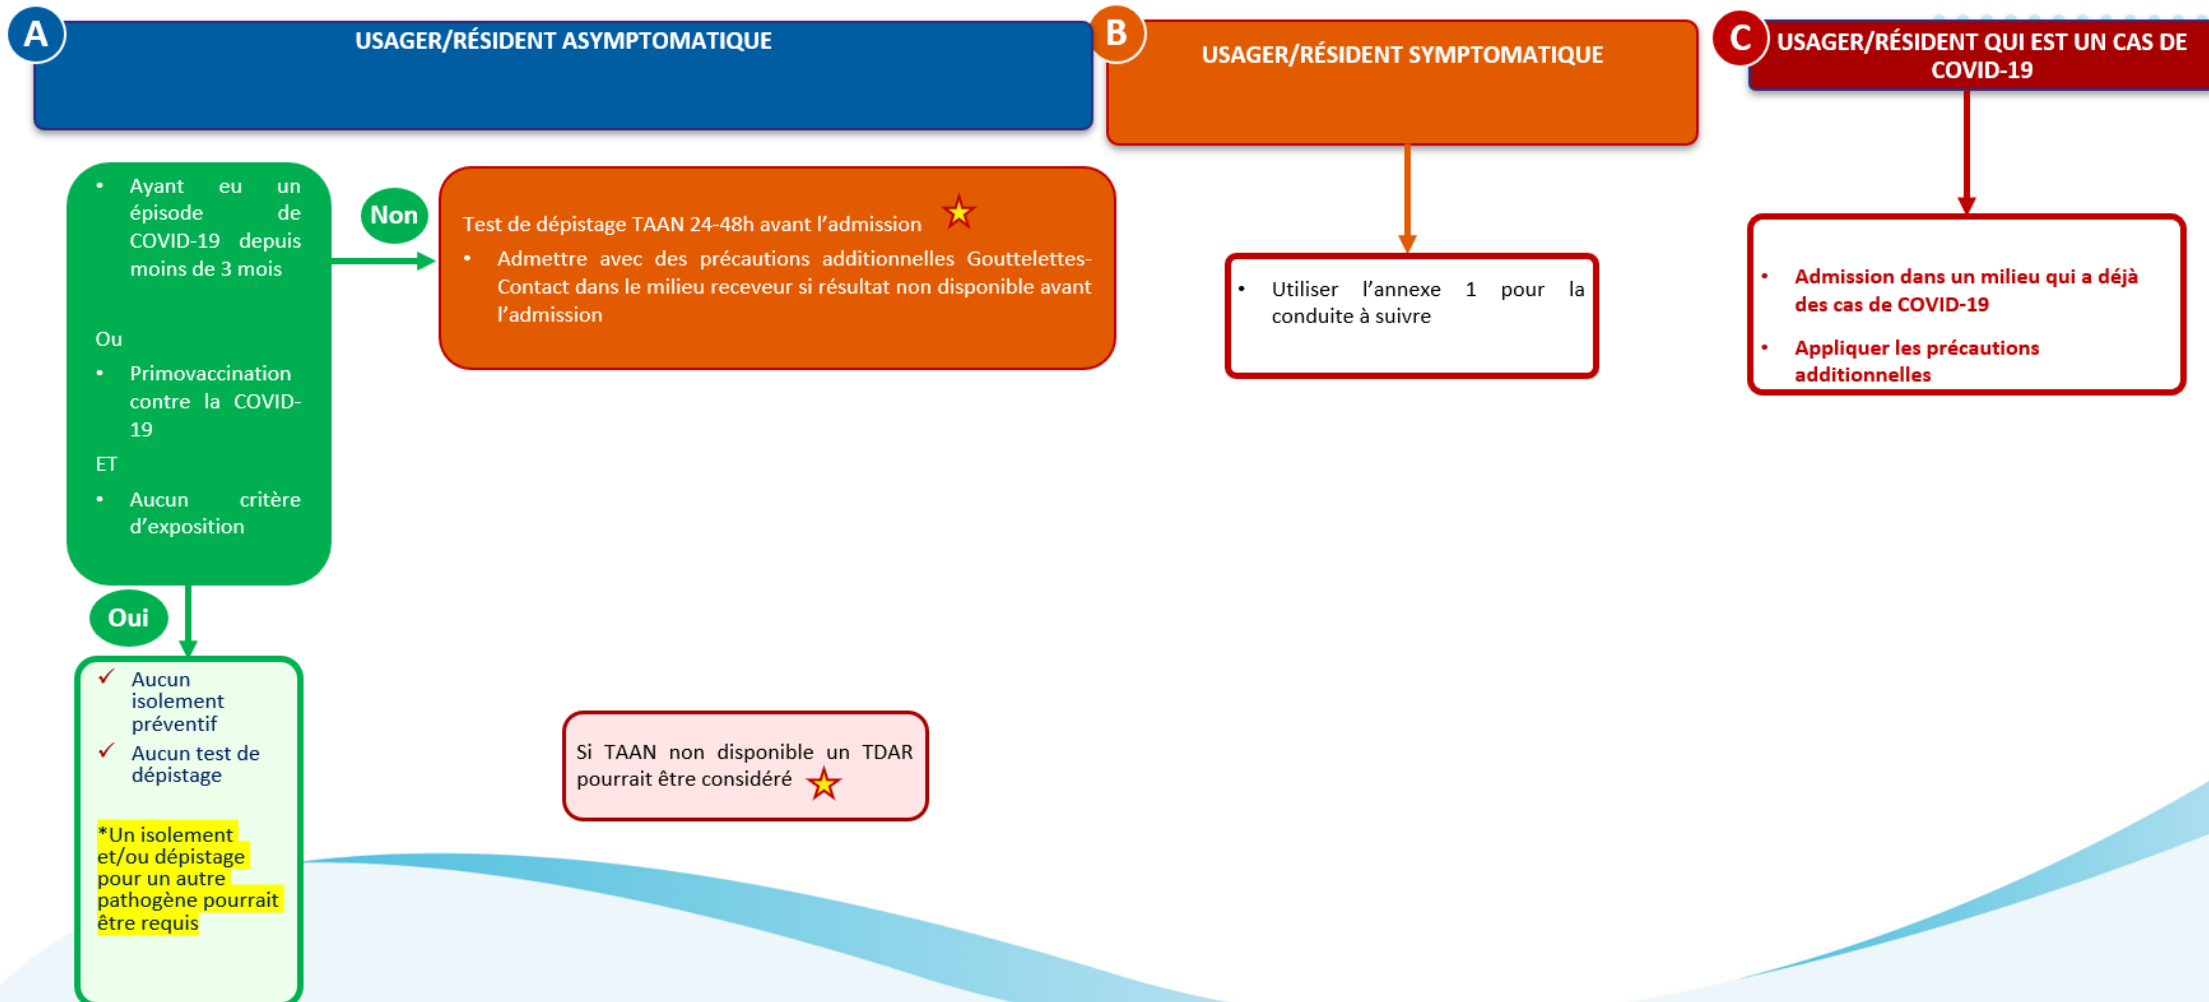 A
USAGER/RÉSIDENT ASYMPTOMATIQUE
B
USAGER/RÉSIDENT SYMPTOMATIQUE
C
USAGER/RÉSIDENT QUI EST UN CAS DE
COVID-19
• Ayant eu un
épisode de
COVID-19 depuis
moins de 3 mois
Ou
• Primovaccination
contre la COVID-
19
ET
• Aucun critère
d’exposition
Non
Test de dépistage TAAN 24-48h avant l’admission
• Admettre avec des précautions additionnelles Gouttelettes-
Contact dans le milieu receveur si résultat non disponible avant
l’admission
• Utiliser l’annexe 1 pour la
conduite à suivre
• Admission dans un milieu qui a déjà
des cas de COVID-19
• Appliquer les précautions
additionnelles
Oui
✓ Aucun
isolement
préventif
✓ Aucun test de
dépistage
*Un isolement
et/ou dépistage
pour un autre
pathogène pourrait
être requis
Si TAAN non disponible un TDAR
pourrait être considéré